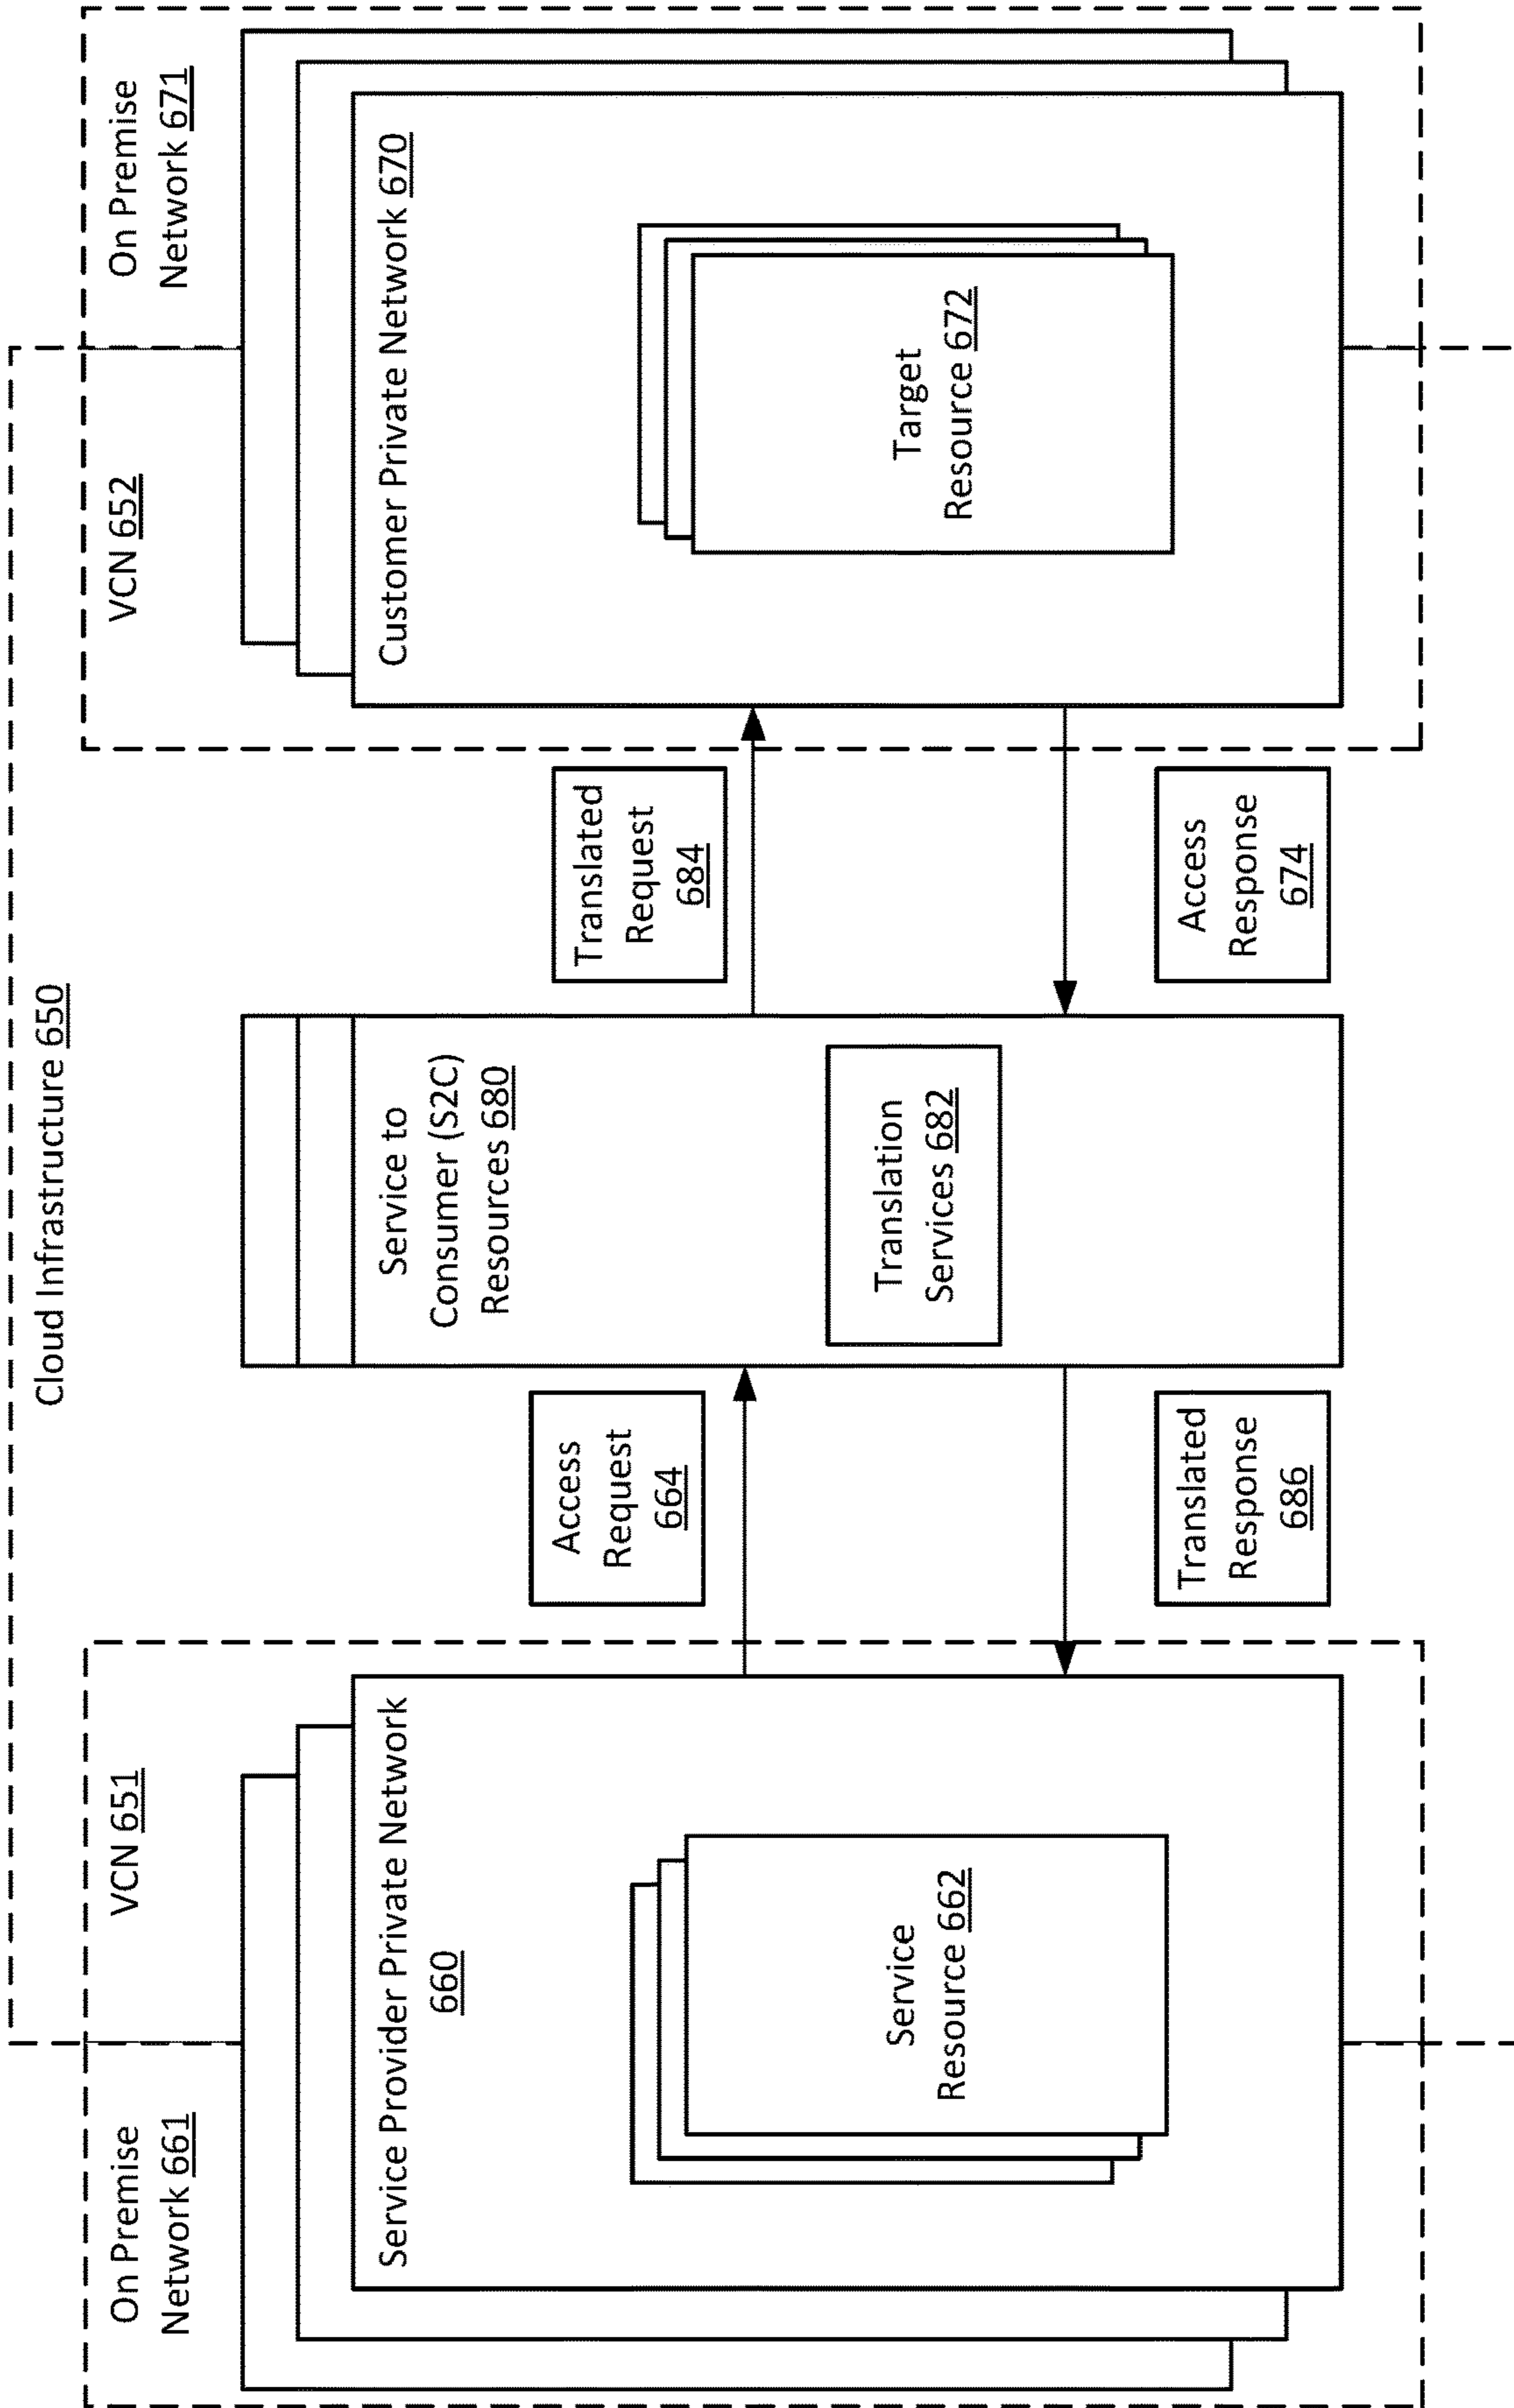 Cloud Infrastructure 650
On Premise
Network 661
VCN 651
Service Provider Private Network
660
Service
Resource 662
Access
Request
664
Translated
Response
686
Service to
Consumer (S2C)
Resources 680
Translation
Services 682
Translated
Request
684
Access
Response
674
VCN 652
On Premise
Network 671
Customer Private Network 670
Target
Resource 672